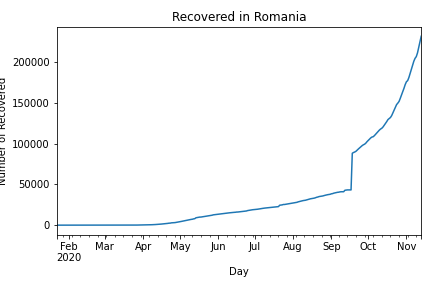 Recovered in Romania
Number of Recovered
200000
150000
100000
50000
0
Feb Mar Apr May Jun Jul Aug Sep Oct Nov
2020
Day